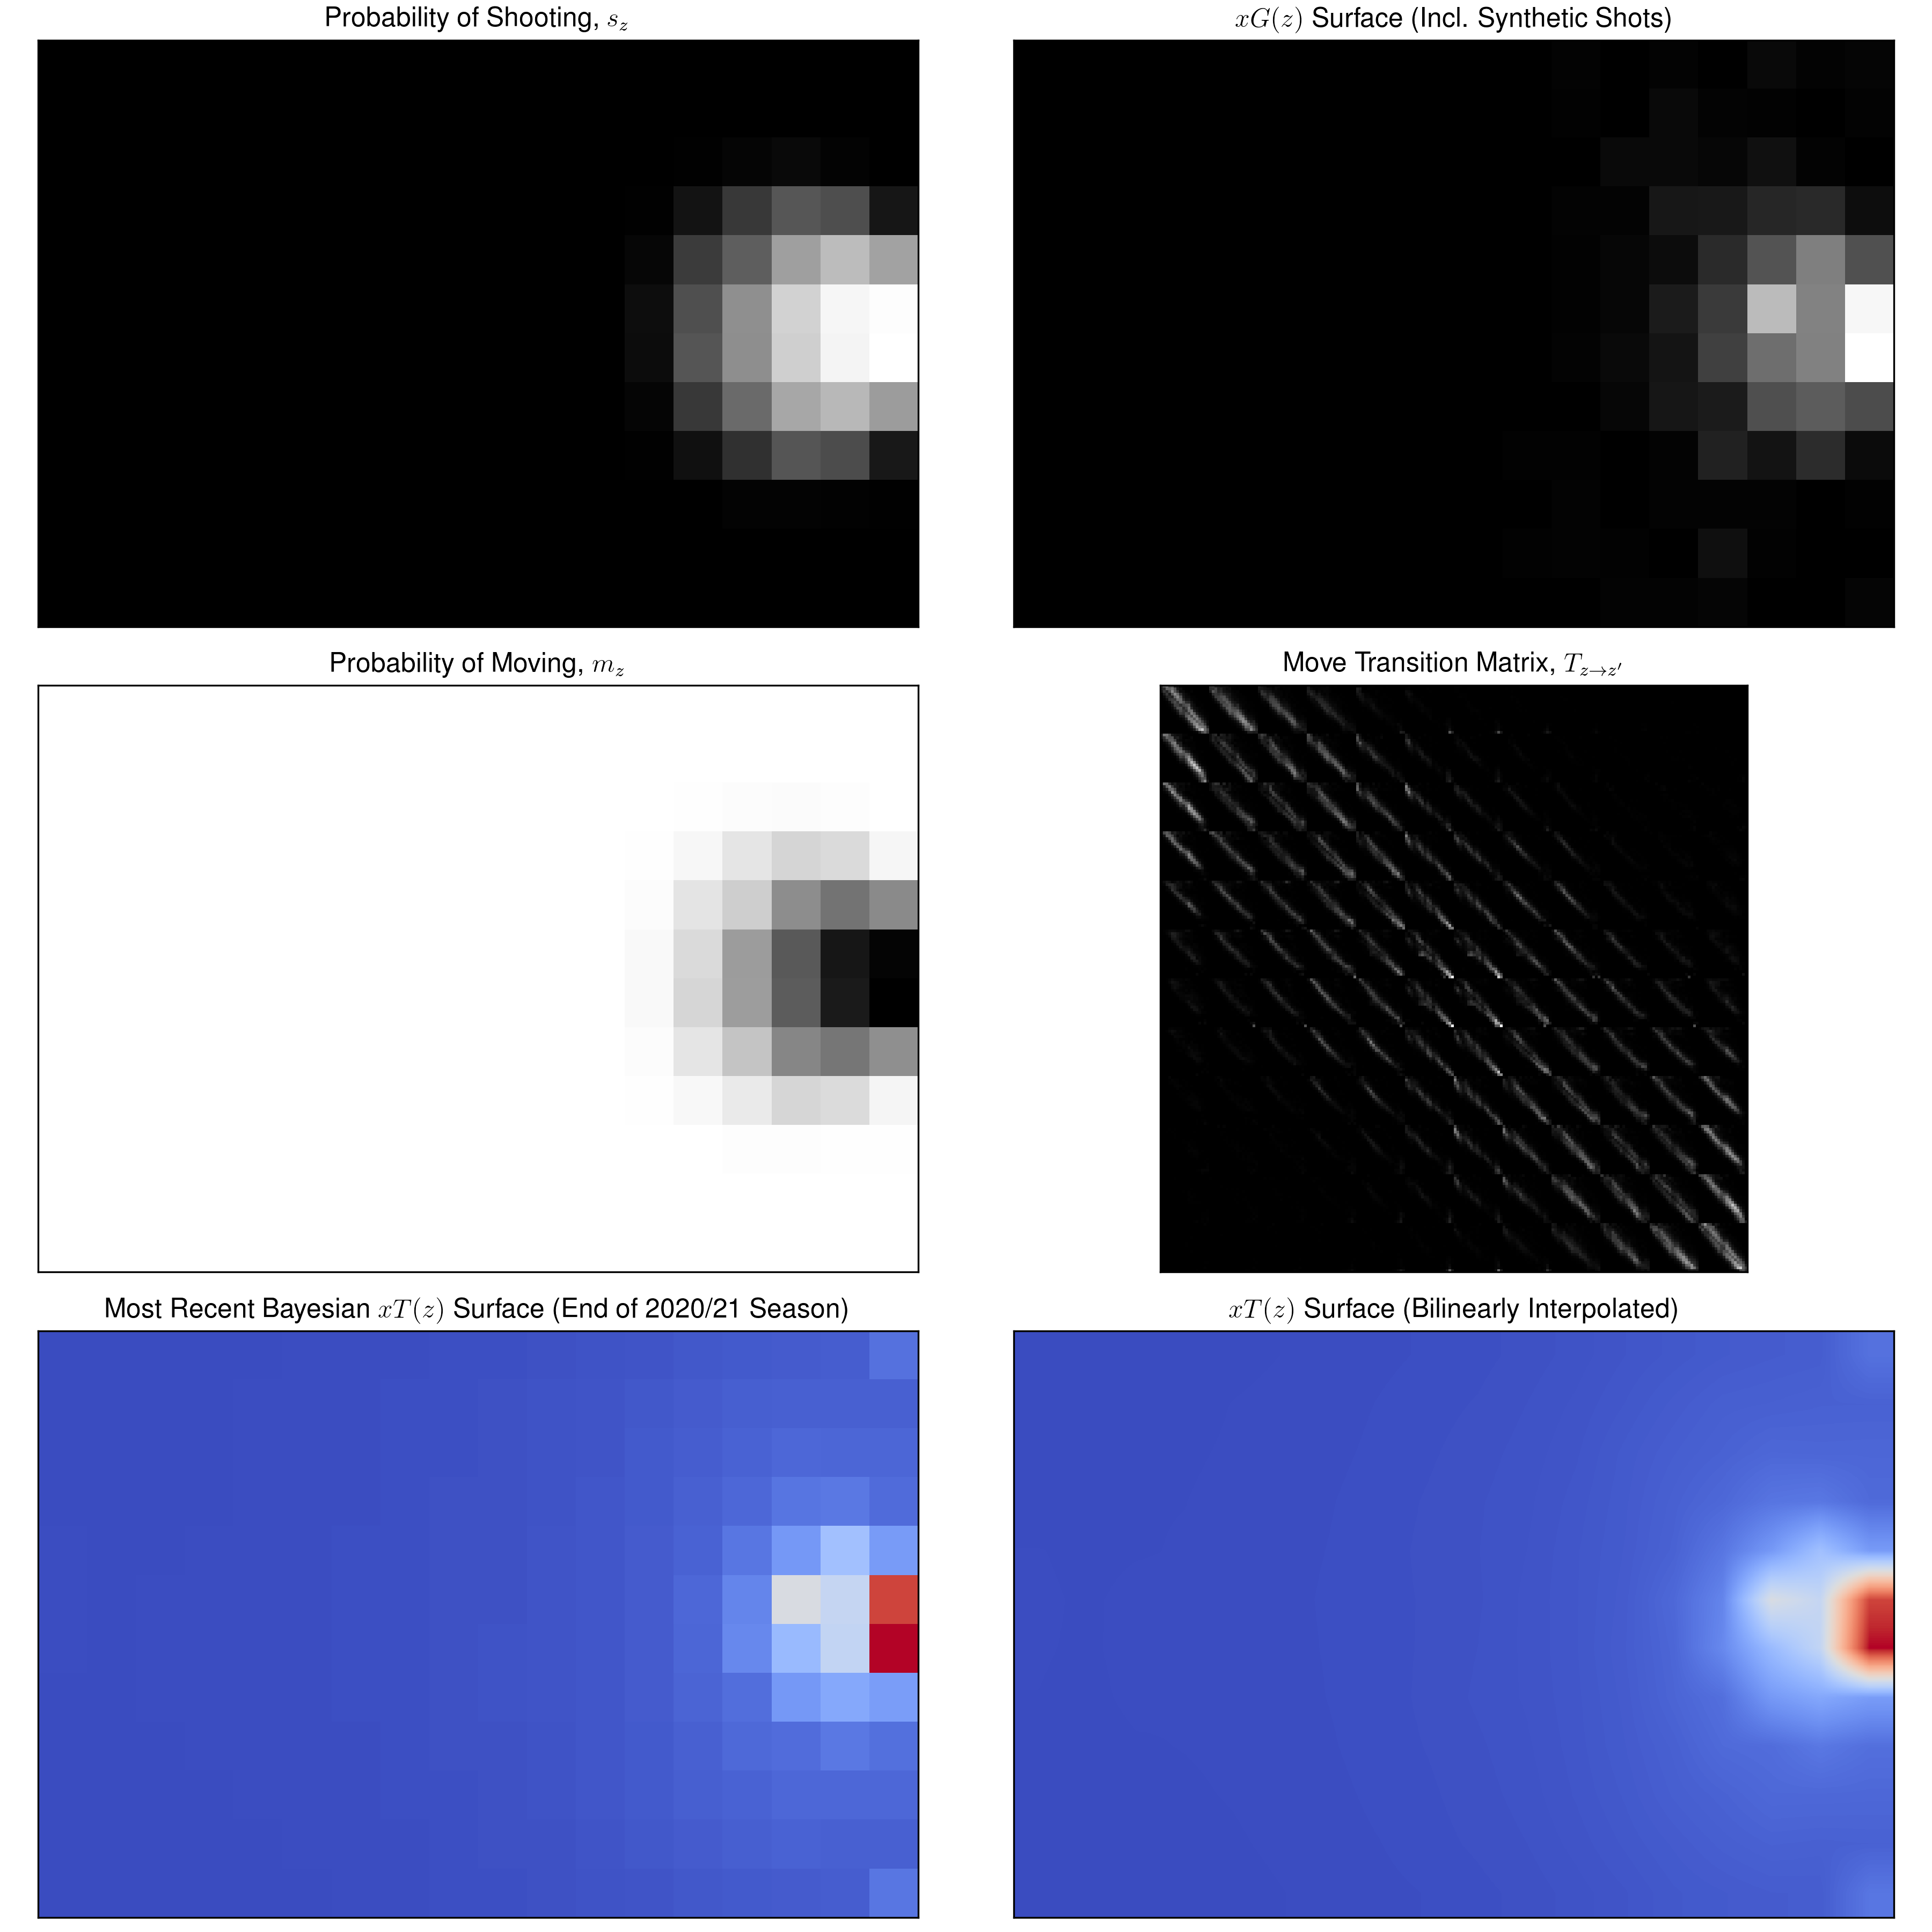 Probability of Shooting, $s_z$
$xG(z)$ Surface (Incl. Synthetic Shots)
Probability of Moving, $m_z$
Move Transition Matrix, $T_{z \to z'}$
Most Recent Bayesian $xT(z)$ Surface (End of 2020/21 Season)
$xT(z)$ Surface (Bilinearly Interpolated)